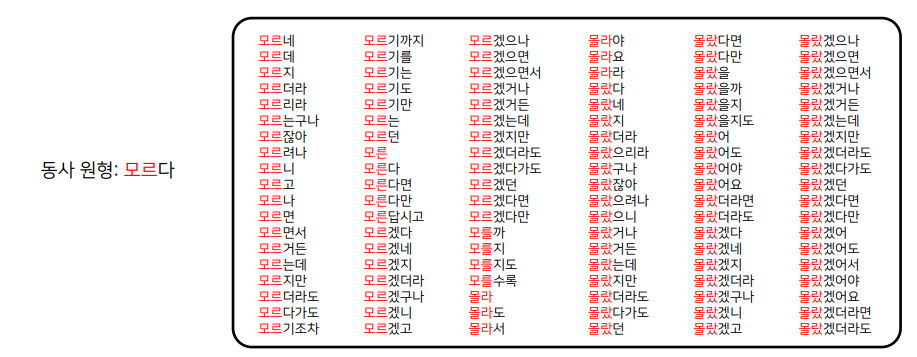 동사 원형: 모르다
모르네 모르기까지 모르겠으나 몰라야 몰랐다면 몰랐겠으나
모르데 모르기를 모르겠으면 몰라요 몰랐다만 몰랐겠으면
모르지 모르기는 모르겠으면서 몰라라 몰랐을 몰랐겠으면서
모르더라 모르기도 모르겠거나 몰랐다 몰랐을까 몰랐겠거나
모르리라 모르기만 모르겠거든 몰랐네 몰랐을지 몰랐겠거든
모르는구나 모르는 모르겠는데 몰랐지 몰랐을지도 몰랐겠는데
모르잖아 모르던 모르겠지만 몰랐더라 몰랐어 몰랐겠지만
모르려나 모른 모르겠더라도 몰랐으리라 몰랐어도 몰랐겠더라도
모르니 모른다 모르겠다가도 몰랐구나 몰랐어야 몰랐겠다가도
모르고 모른다면 모르겠던 몰랐잖아 몰랐어요 몰랐겠던
모르나 모른다만 모르겠다면 몰랐으려나 몰랐더라면 몰랐겠다면
모르면 모른답시고 모르겠다만 몰랐으니 몰랐더라도 몰랐겠다만
모르면서 모르겠다 모를까 몰랐거나 몰랐겠다 몰랐겠어
모르거든 모르겠네 모를지 몰랐거든 몰랐겠네 몰랐겠어도
모르는데 모르겠지 모를지도 몰랐는데 몰랐겠지 몰랐겠어서
모르지만 모르겠더라 모를수록 몰랐지만 몰랐겠더라 몰랐겠어야
모르더라도 모르겠구나 몰라 몰랐더라도 몰랐겠구나 몰랐겠어요
모르다가도 모르겠니 몰라도 몰랐다가도 몰랐겠니 몰랐겠더라면
모르기조차 모르겠고 몰라서 몰랐던 몰랐겠고 몰랐겠더라도